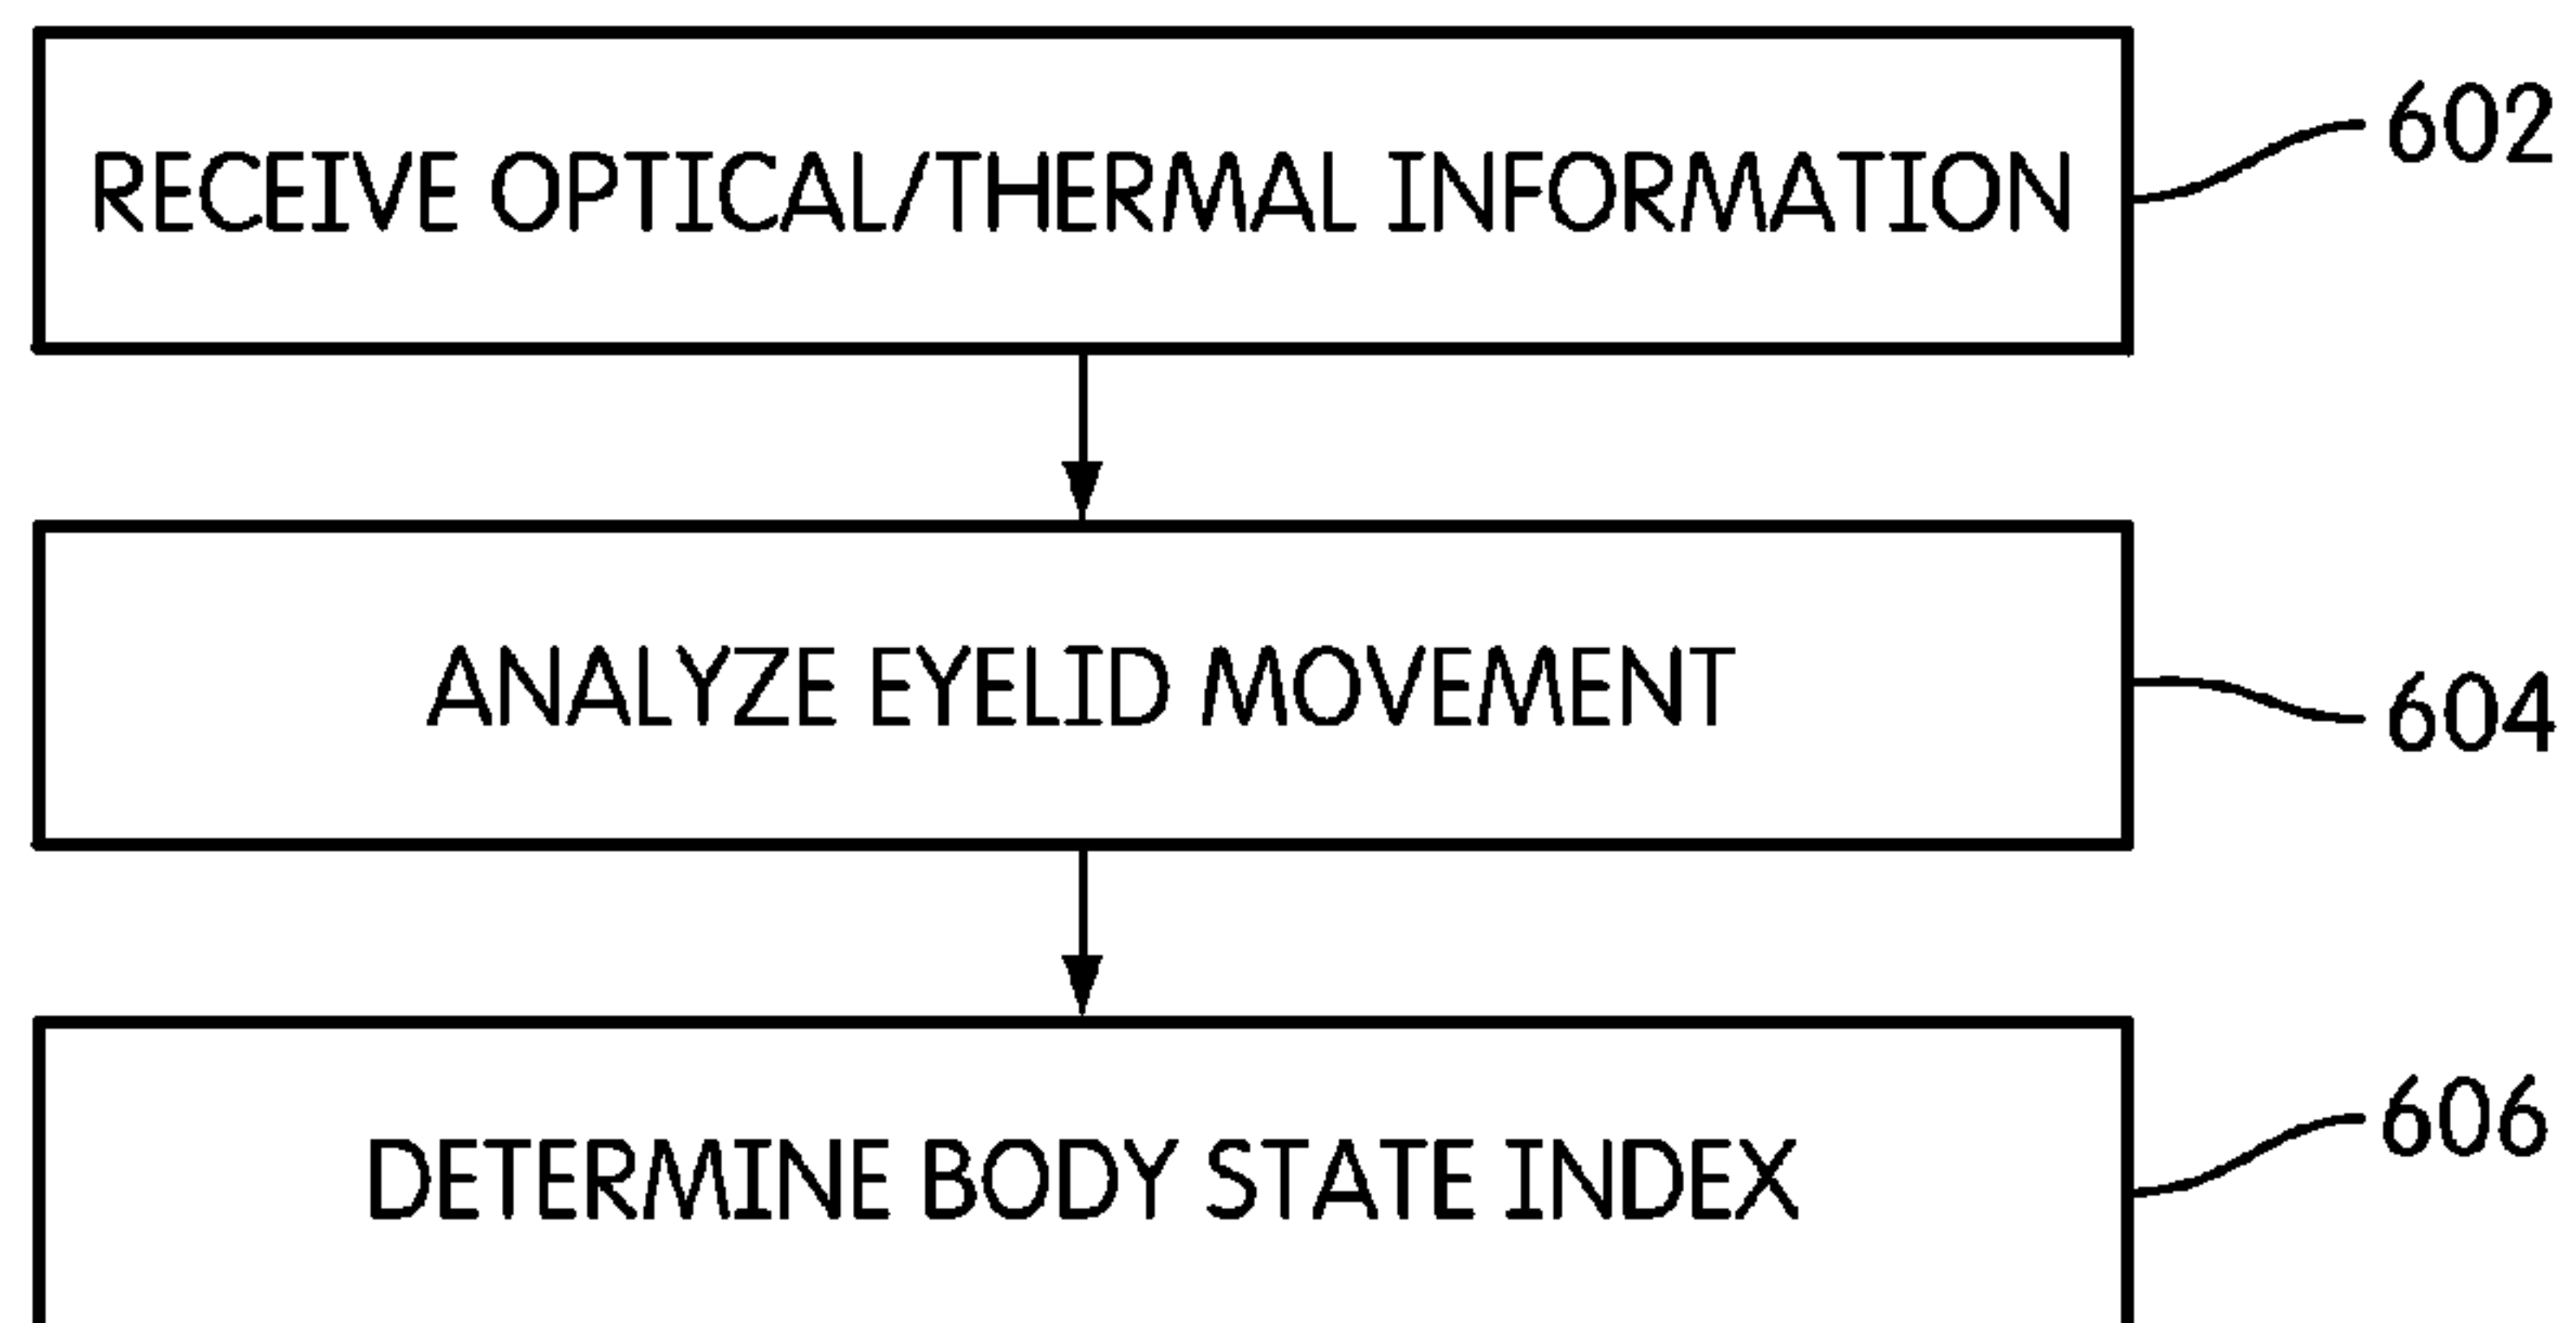 RECEIVE OPTICAL/THERMAL INFORMATION
602
ANALYZE EYELID MOVEMENT
604
DETERMINE BODY STATE INDEX
606